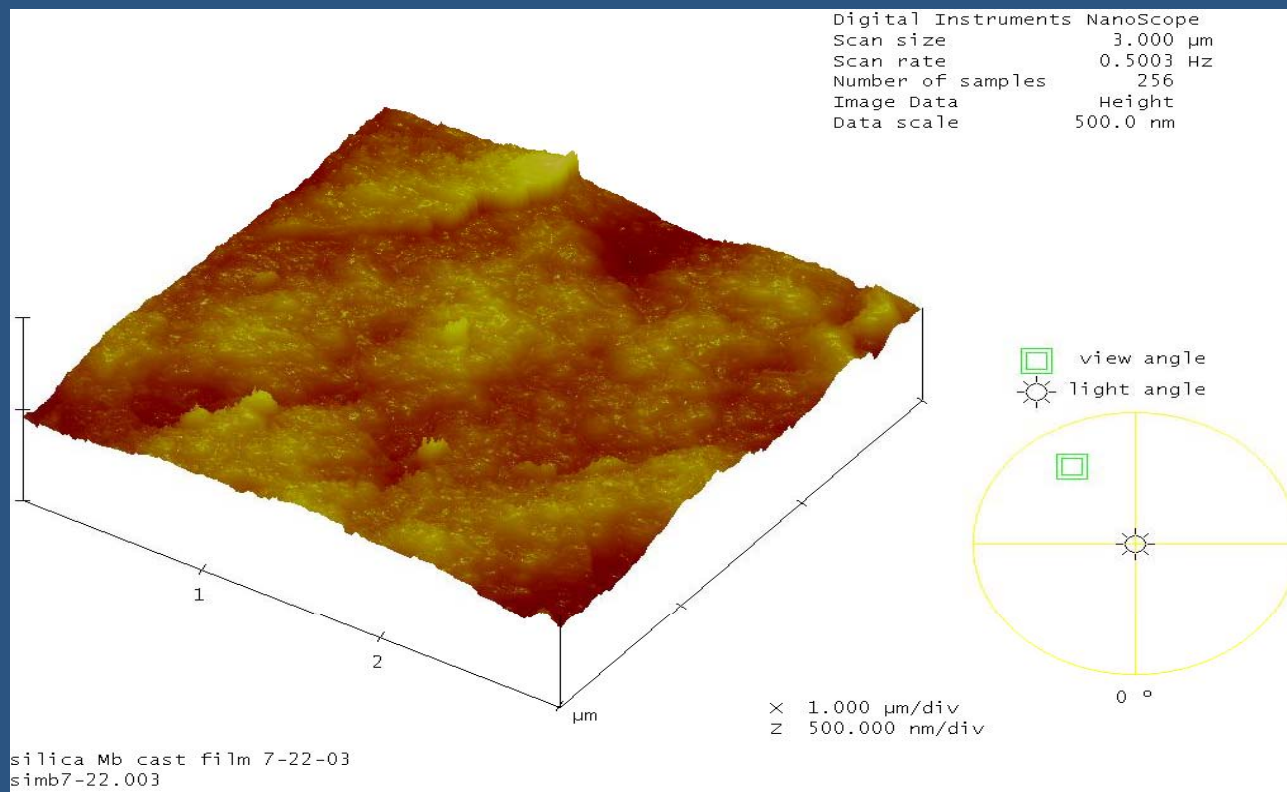 Digital Instruments NanoScope
Scan size 3.000 µm
Scan rate 0.5003 Hz
Number of samples 256
Image Data Height
Data scale 500.0 nm
view angle
light angle
1
2
µm
0 º
X 1.000 µm/div
Z 500.000 nm/div
silica Mb cast film 7-22-03
simb7-22.003